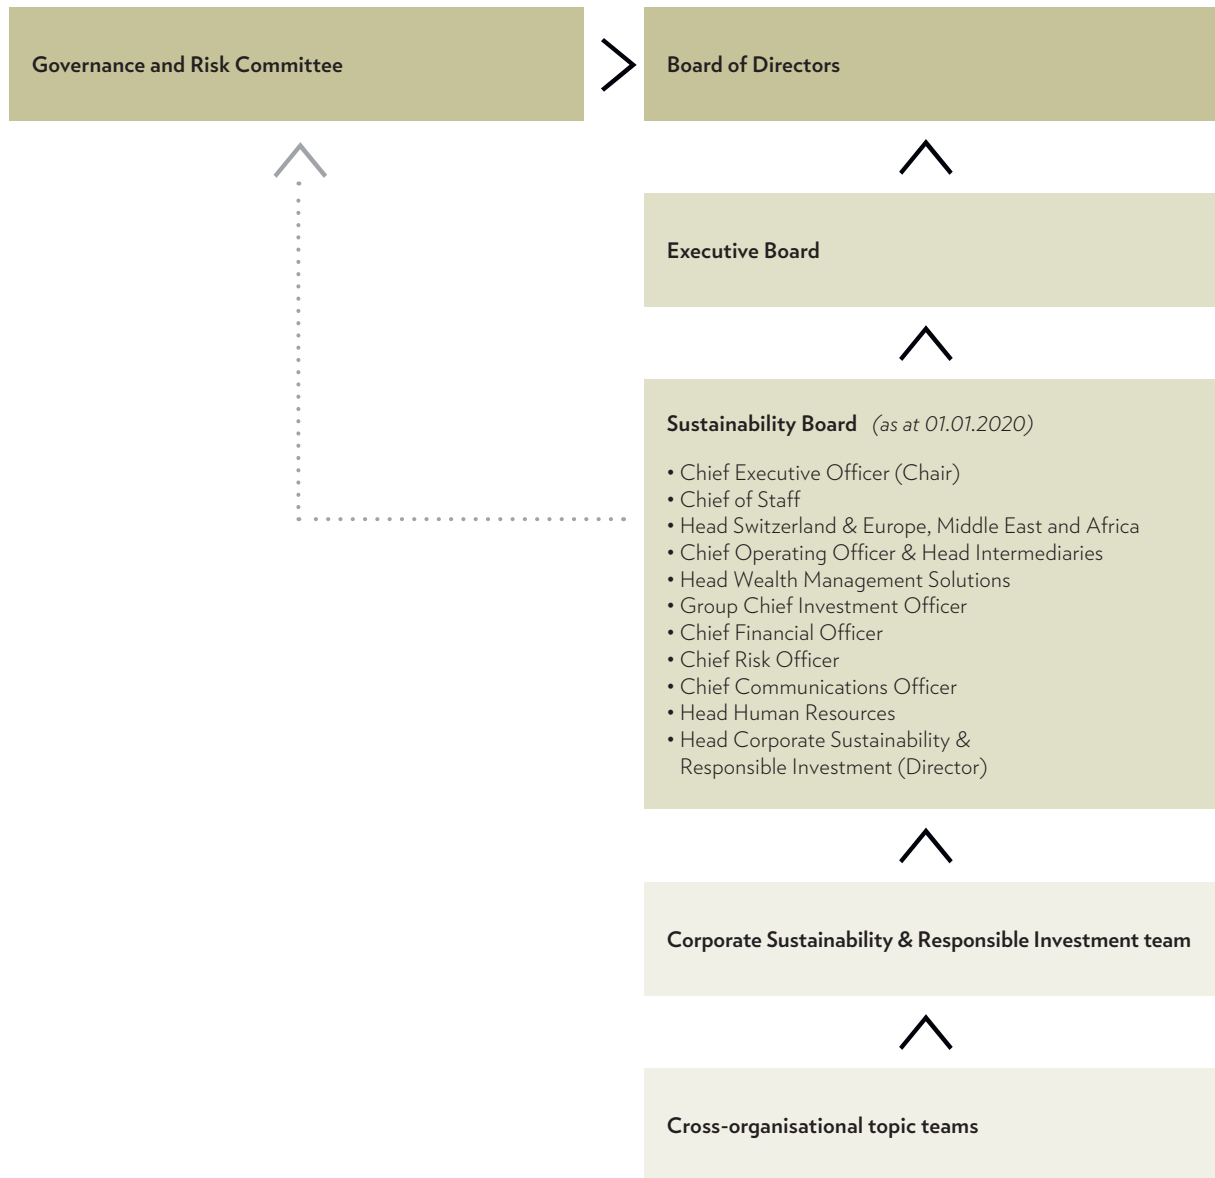 Governance and Risk Committee
Board of Directors
Executive Board
Sustainability Board (as at 01.01.2020)
• Chief Executive Officer (Chair)
• Chief of Staff
• Head Switzerland & Europe, Middle East and Africa
• Chief Operating Officer & Head Intermediaries
• Head Wealth Management Solutions
• Group Chief Investment Officer
• Chief Financial Officer
• Chief Risk Officer
• Chief Communications Officer
• Head Human Resources
• Head Corporate Sustainability &
Responsible Investment (Director)
Corporate Sustainability & Responsible Investment team
Cross-organisational topic teams